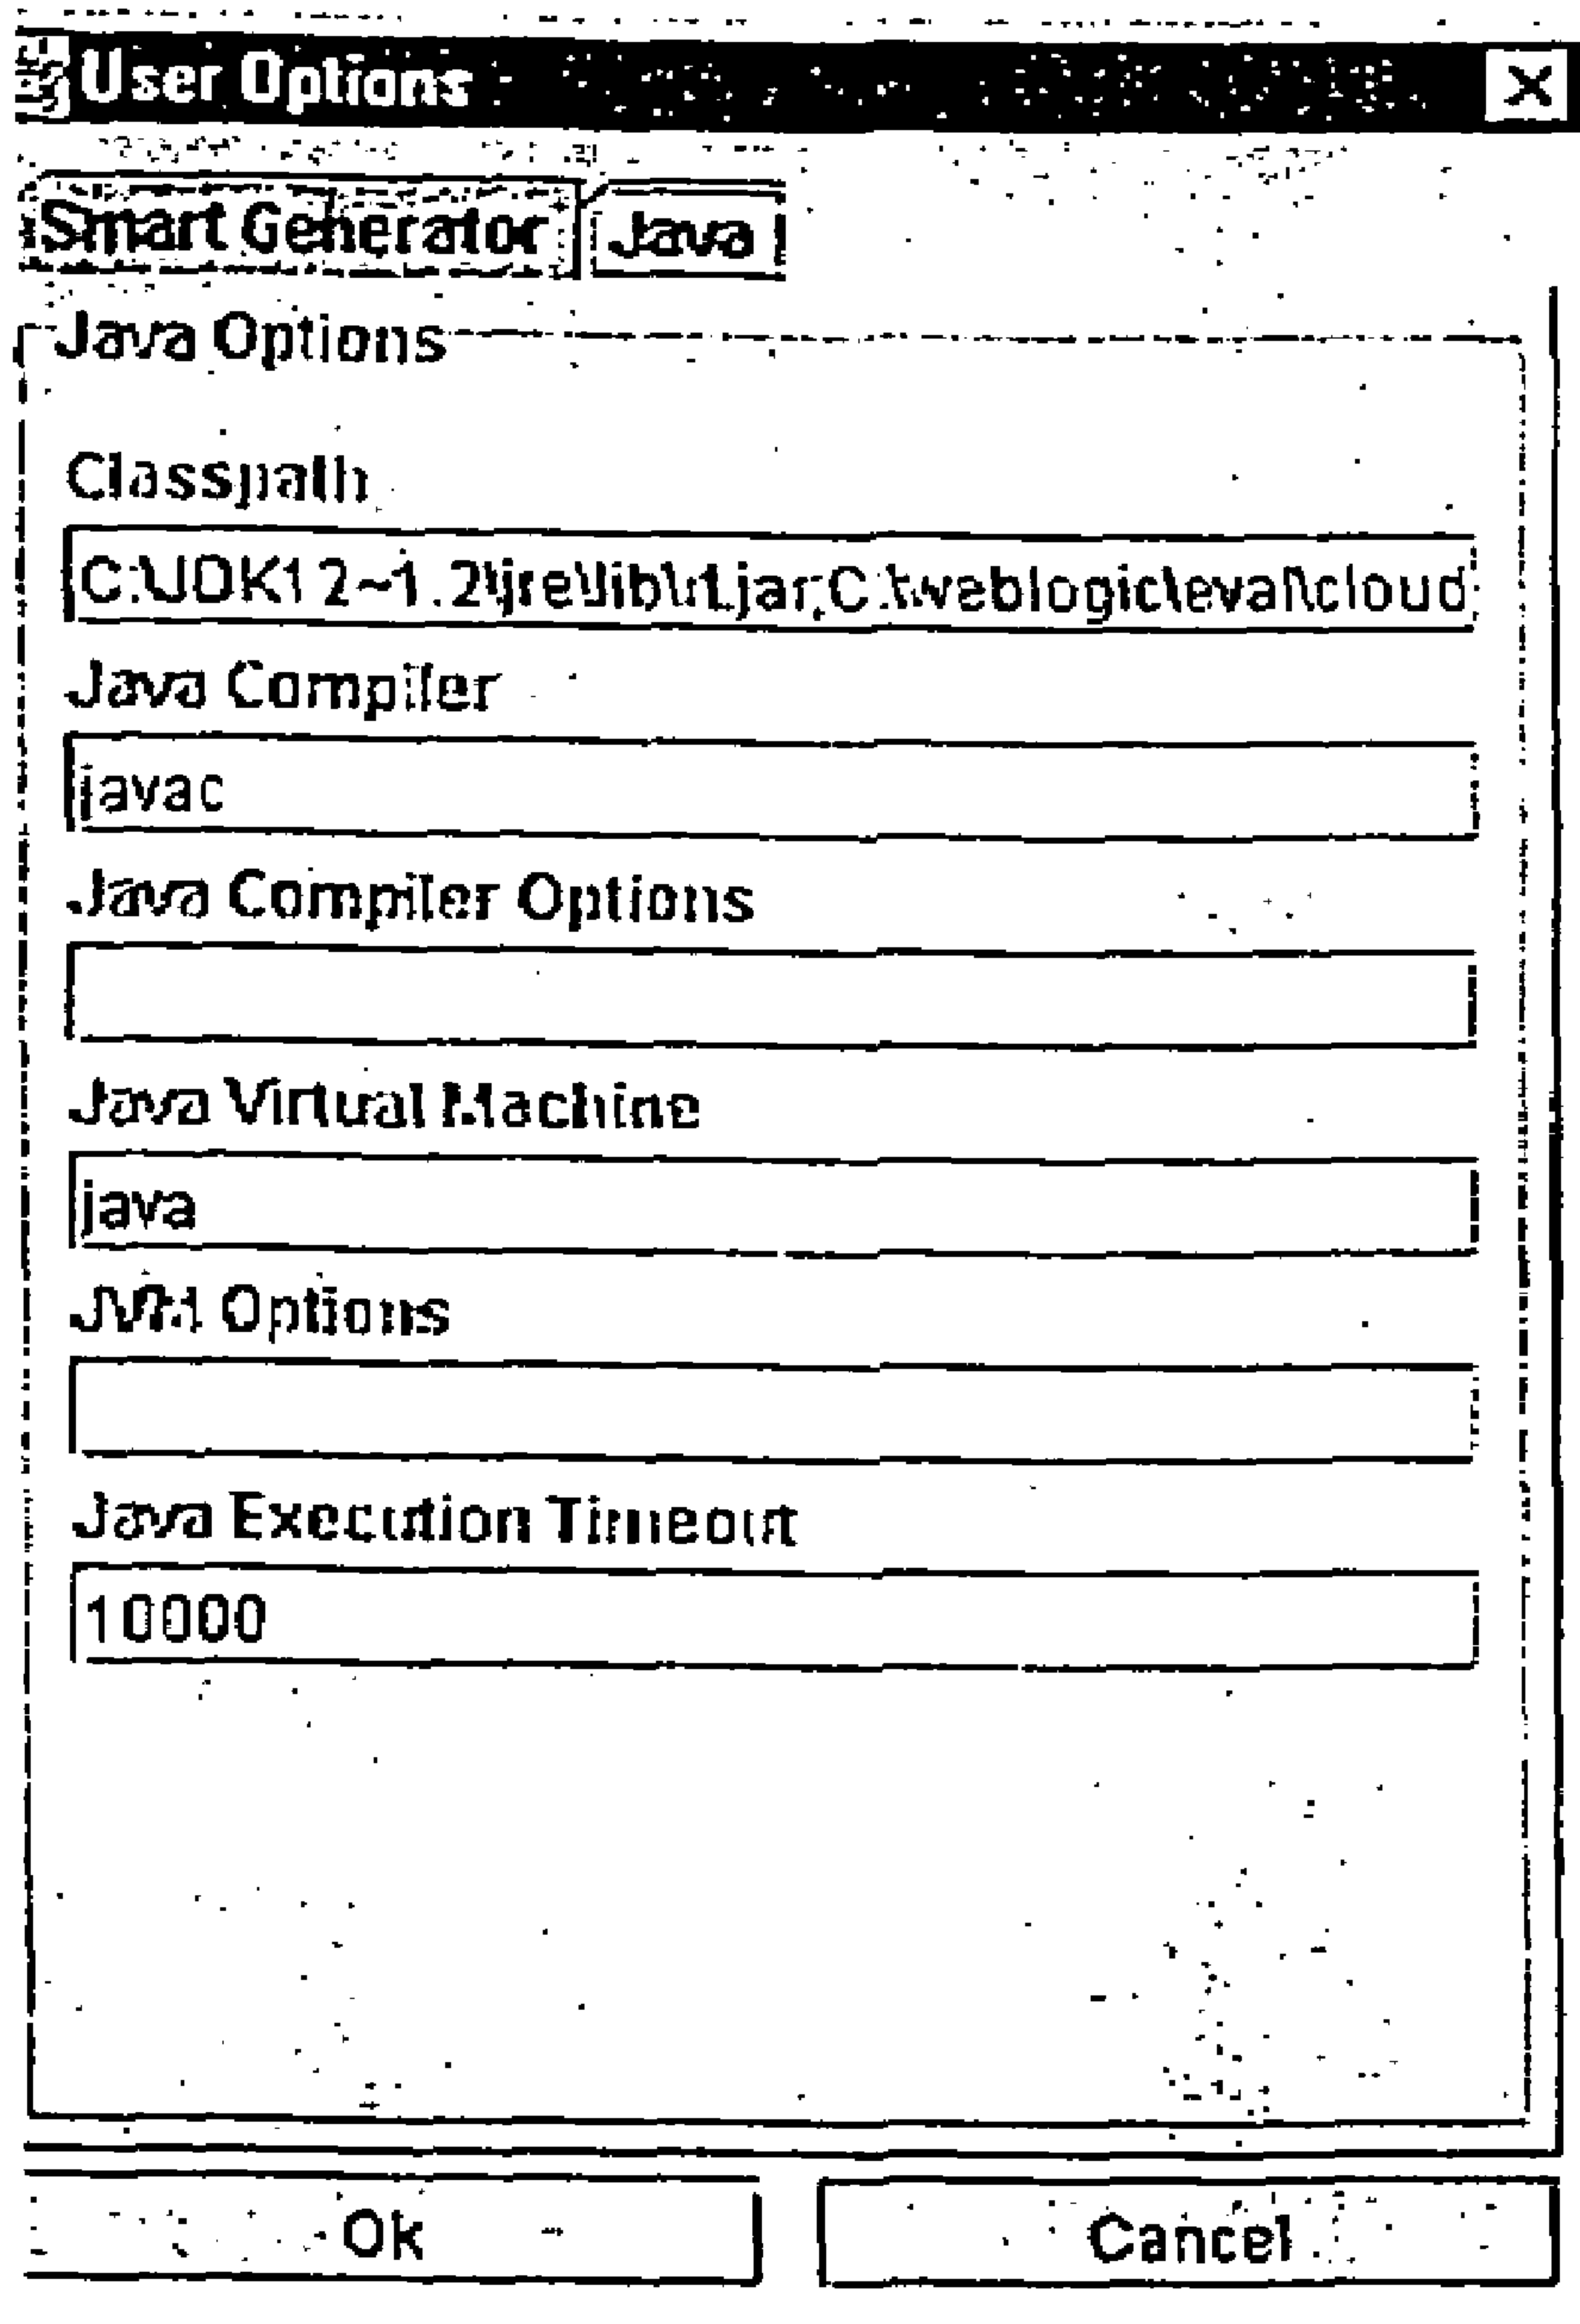 User Options
Smart Generator Java
Java Options
Classpath
C:\JDK12~1.2\jre\lib\rt.jar;C:\weblogic\eval\cloud
Java Compiler
javac
Java Compiler Options
Java Virtual Machine
java
JVM Options
Java Execution Timeout
10000
Ok Cancel